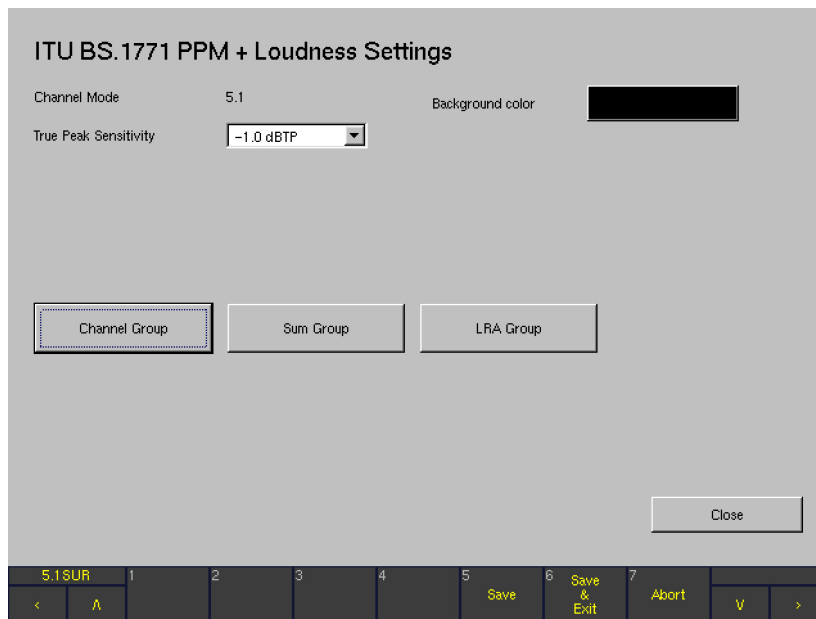 ITU BS.1771 PPM + Loudness Settings
Channel Mode 5.1 Background color
True Peak Sensitivity -1.0 dBTP
Channel Group Sum Group LRA Group
Close
5.1SUR 1 2 3 4 5 Save 6 Save & Exit 7 Abort
< Λ V >